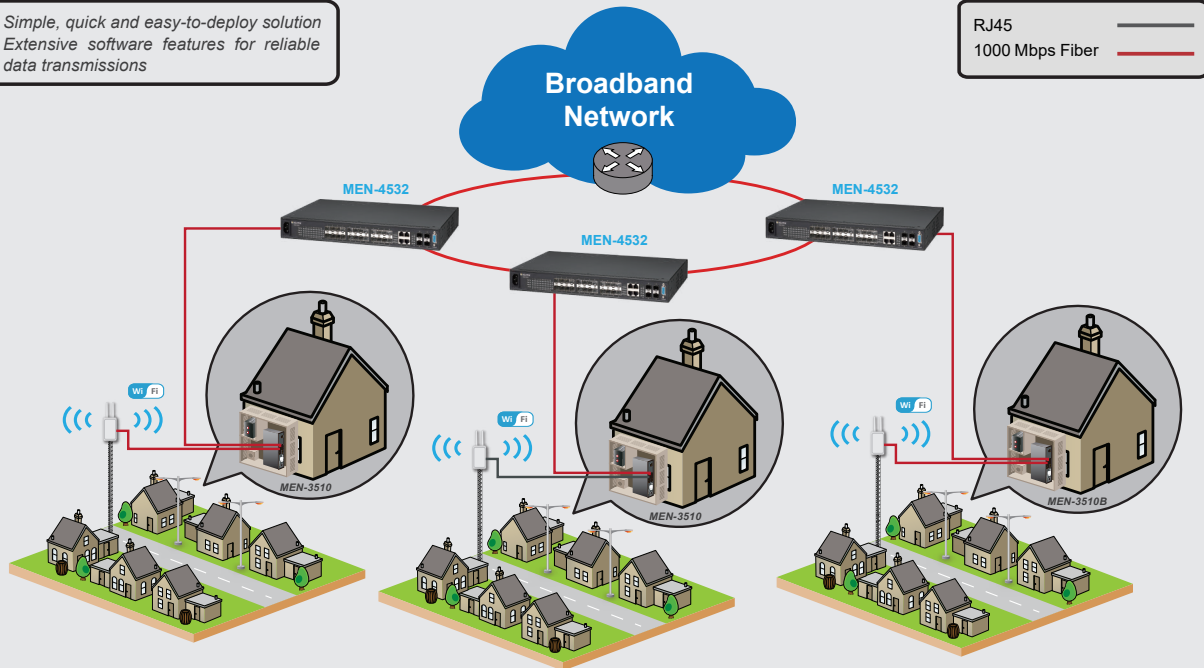 Simple, quick and easy-to-deploy solution
Extensive software features for reliable
data transmissions
RJ45
1000 Mbps Fiber
Broadband
Network
MEN-4532
MEN-4532
MEN-4532
Wi Fi
Wi Fi
Wi Fi
MEN-3510
MEN-3510
MEN-3510B